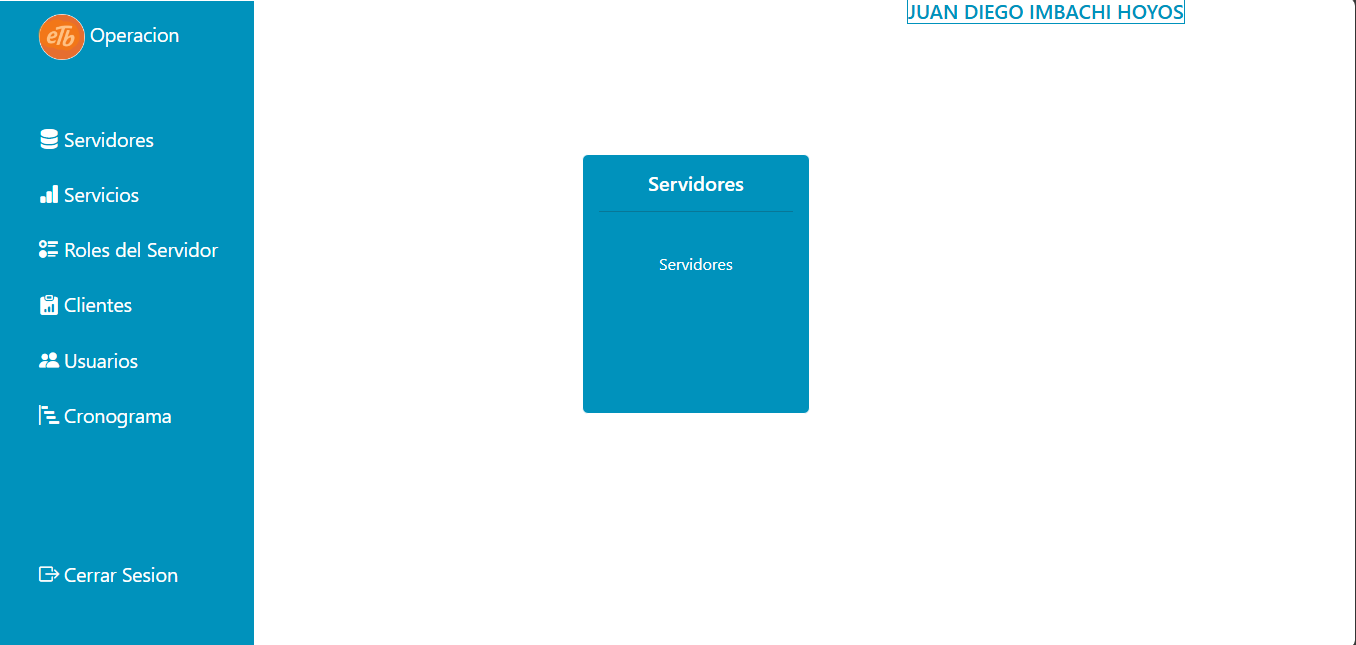 eTb Operacion
JUAN DIEGO IMBACHI HOYOS
Servidores
Servicios
Roles del Servidor
Clientes
Usuarios
Cronograma
Cerrar Sesion
Servidores
Servidores